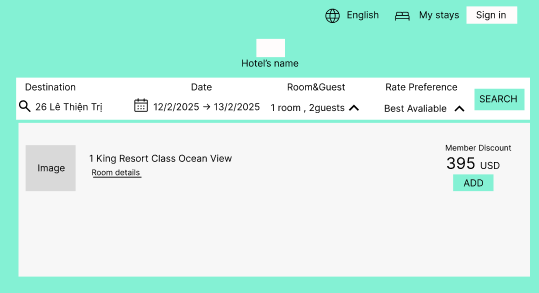 English My stays Sign in
Hotel's name
Destination Date Room&Guest Rate Preference
26 Lê Thiện Trị 12/2/2025 → 13/2/2025 1 room , 2guests Best Avaliable SEARCH
Member Discount
1 King Resort Class Ocean View
395 USD
Image
Room details
ADD